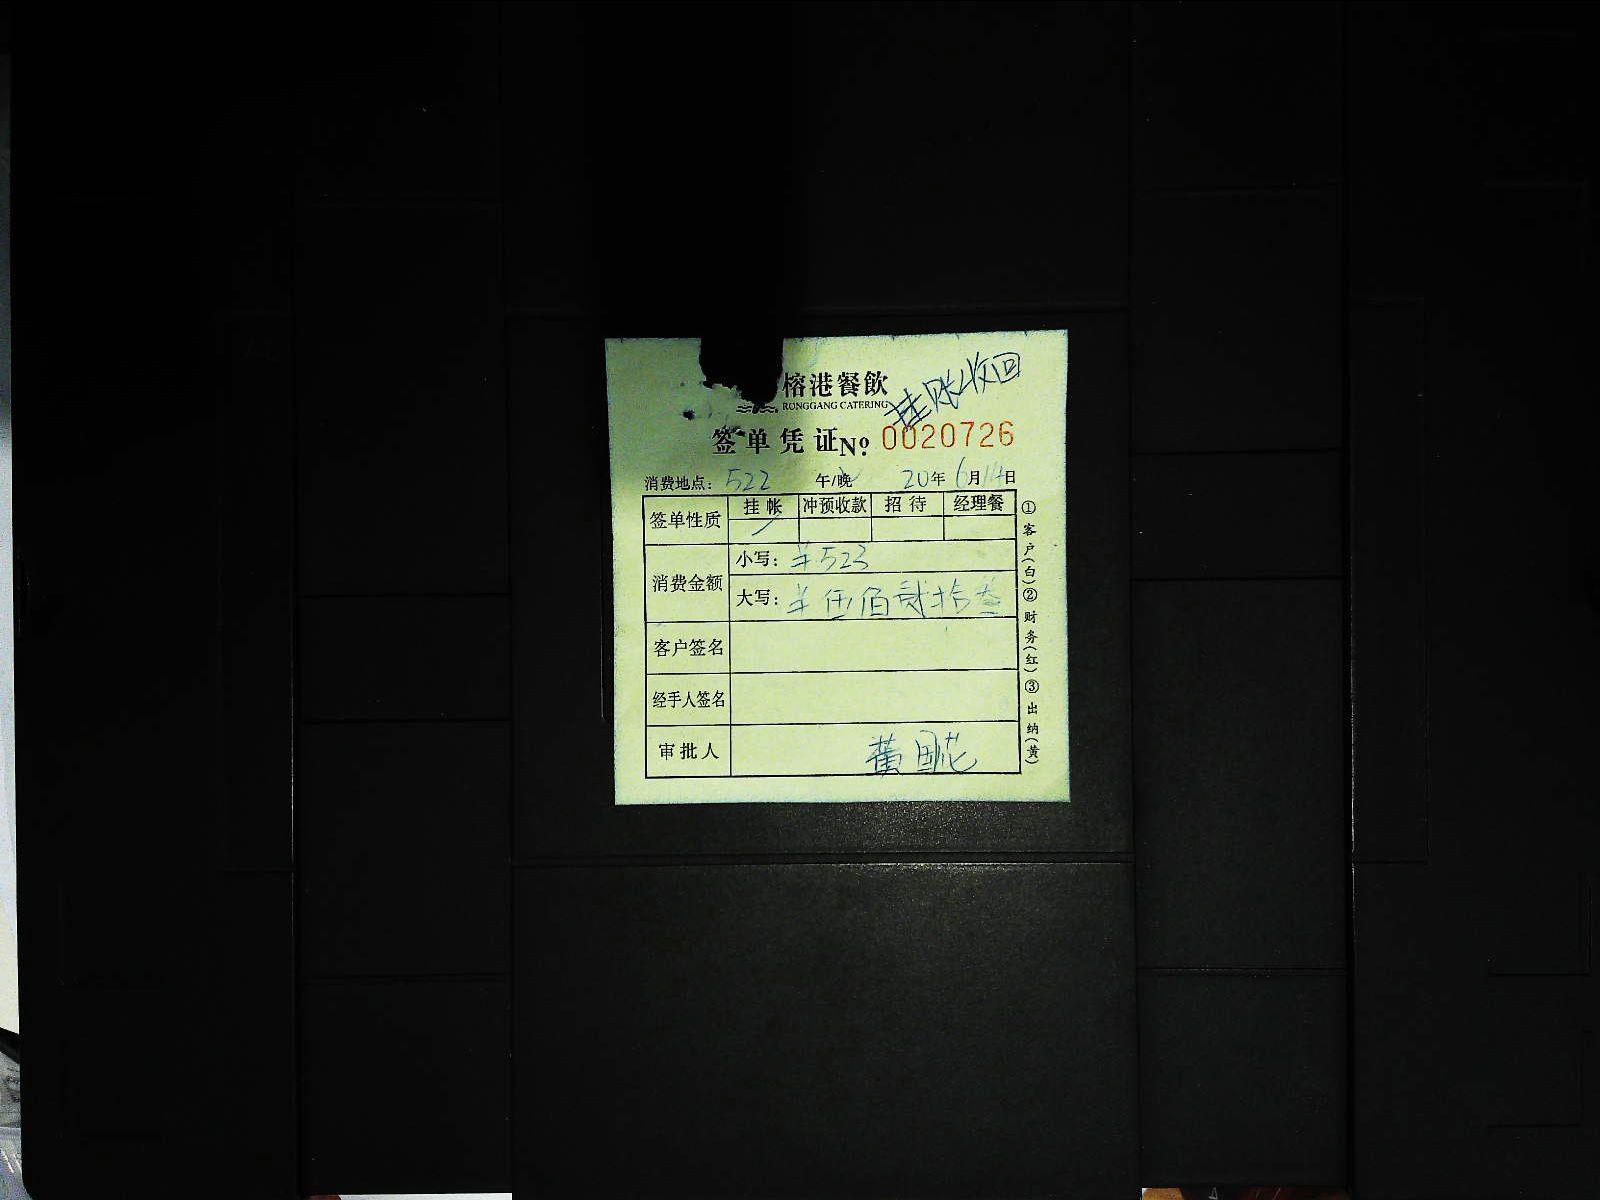 榕港餐飲
RONGGANG CATERING
挂账收回
签单凭证 Nº: 0020726
消费地点: 522 午/晚 20年6月14日
签单性质 挂帐 冲预收款 招待 经理餐
消费金额 小写: ¥523
大写: ¥伍佰贰拾叁
客户签名
经手人签名
审批人 黄国花
①客户(白)②财务(红)③出纳(黄)